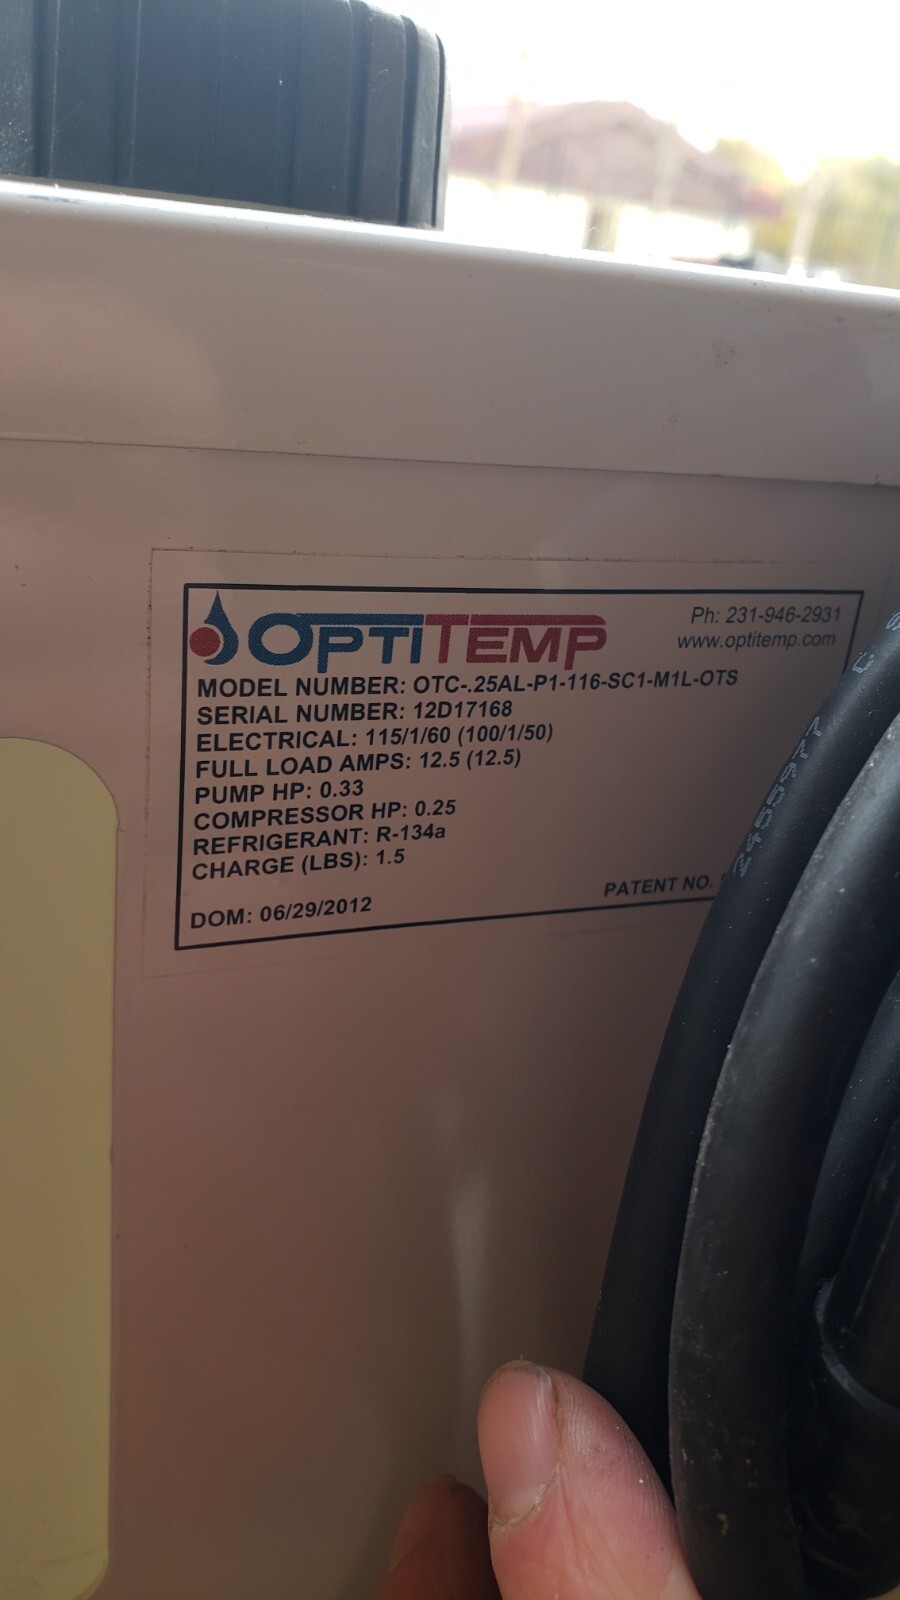 OPTITEMP
Ph: 231-946-2931
www.optitemp.com
MODEL NUMBER: OTC-.25AL-P1-116-SC1-M1L-OTS
SERIAL NUMBER: 12D17168
ELECTRICAL: 115/1/60 (100/1/50)
FULL LOAD AMPS: 12.5 (12.5)
PUMP HP: 0.33
COMPRESSOR HP: 0.25
REFRIGERANT: R-134a
CHARGE (LBS): 1.5
PATENT NO.
DOM: 06/29/2012